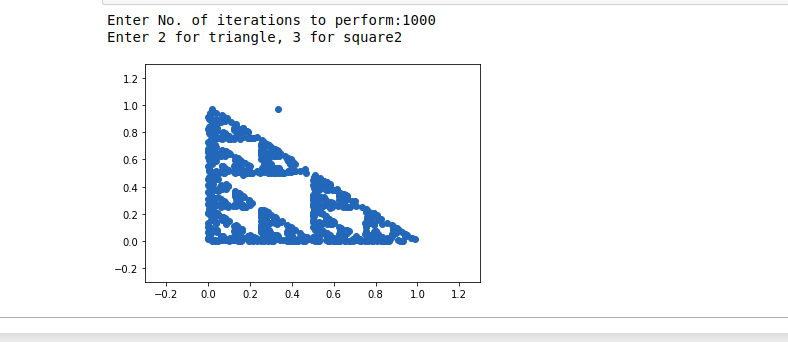 Enter No. of iterations to perform:1000
Enter 2 for triangle, 3 for square2
1.2
1.0
0.8
0.6
0.4
0.2
0.0
−0.2
−0.2 0.0 0.2 0.4 0.6 0.8 1.0 1.2